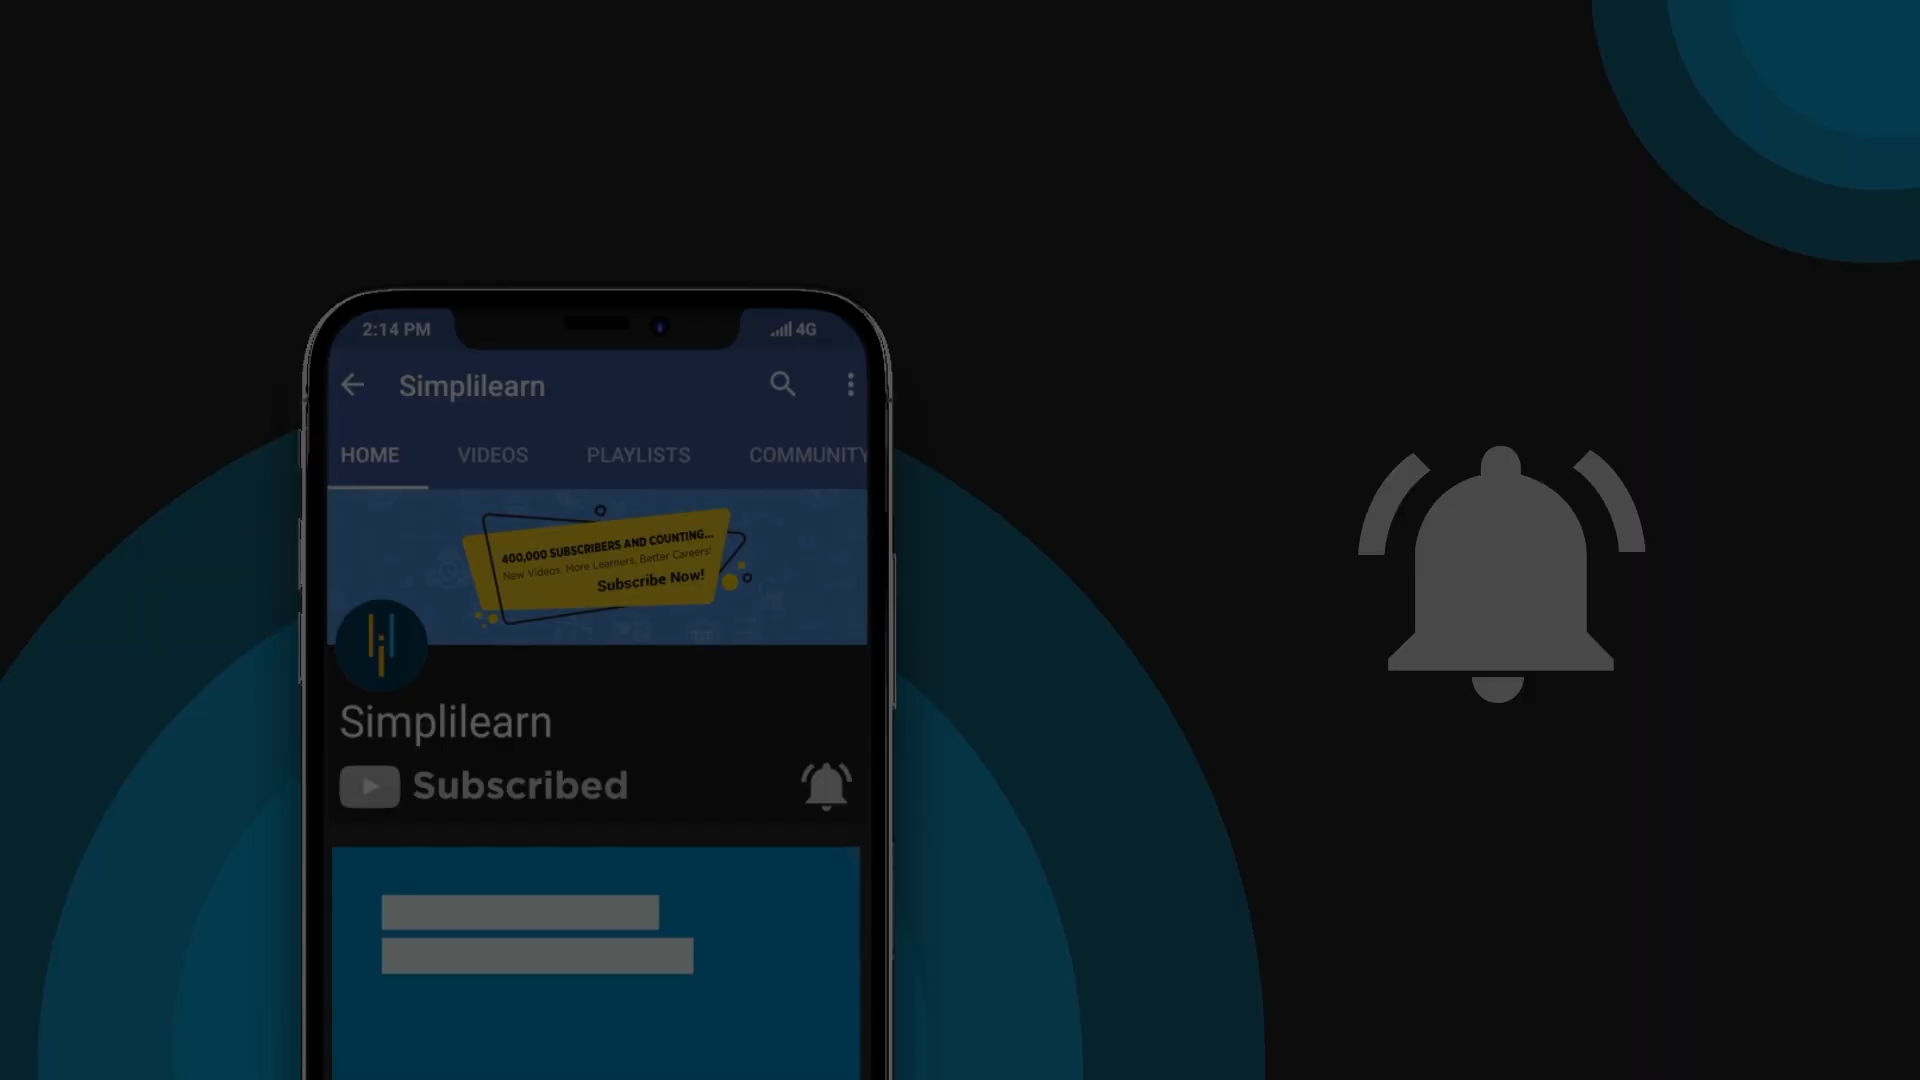 2:14 PM
4G
Simplilearn
HOME
VIDEOS
PLAYLISTS
COMMUNITY
400,000 SUBSCRIBERS AND COUNTING...
New Videos, More Learners, Better Careers!
Subscribe Now!
Simplilearn
Subscribed